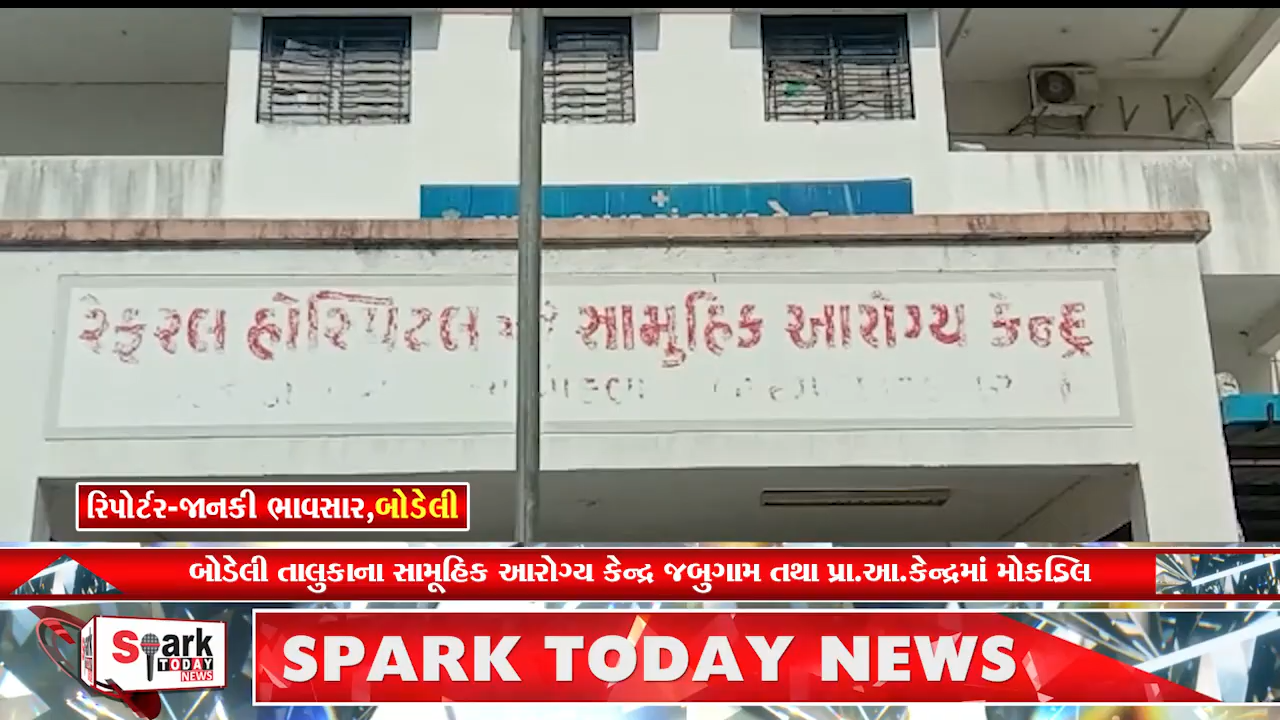 રેફરલ હોસ્પિટલ સામુહિક આરોગ્ય કેન્દ્ર
રિપોર્ટર-જાનકી ભાવસાર,બોડેલી
બોડેલી તાલુકાના સામૂહિક આરોગ્ય કેન્દ્ર જબુગામ તથા પ્રા.આ.કેન્દ્રમાં મોકડ્રિલ
Spark
TODAY
NEWS
SPARK TODAY NEWS